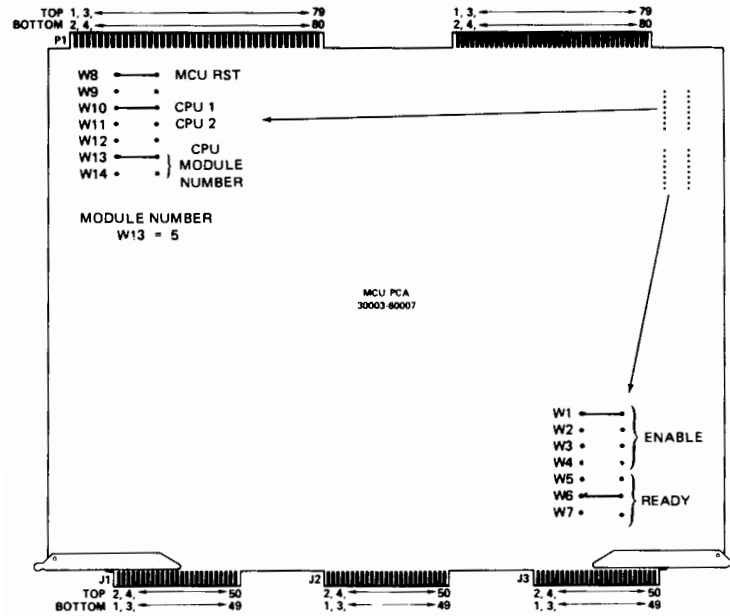 TOP 1, 3, 79
BOTTOM 2, 4, 80
P1
1, 3, 79
2, 4, 80
W8 MCU RST
W9
W10 CPU 1
W11 CPU 2
W12 CPU
W13 MODULE
W14 NUMBER
MODULE NUMBER
W13 = 5
MCU PCA
30003-60007
W1
W2 ENABLE
W3
W4
W5
W6 READY
W7
J1 J2 J3
TOP 2, 4, 50 2, 4, 50 2, 4, 50
BOTTOM 1, 3, 49 1, 3, 49 1, 3, 49